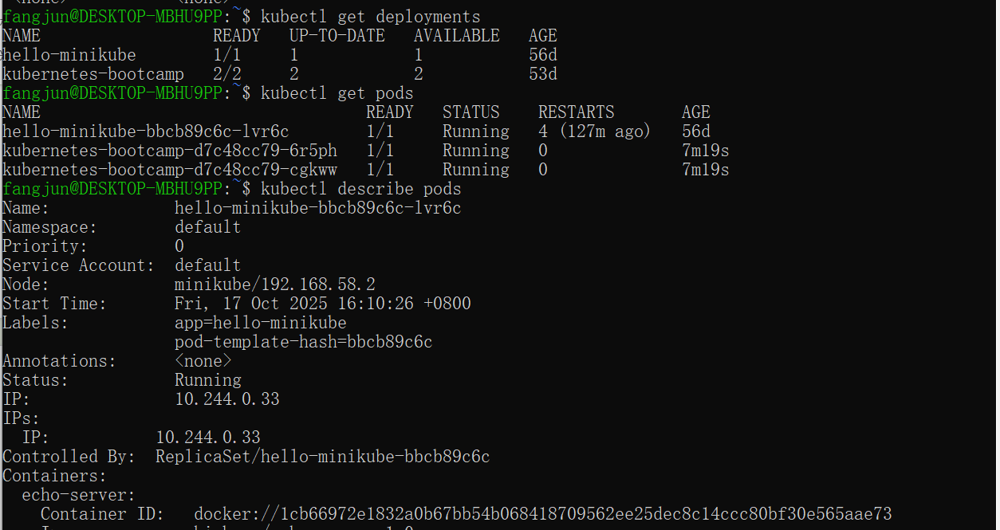 fangjun@DESKTOP-MBHU9PP:~$ kubectl get deployments
NAME                  READY   UP-TO-DATE   AVAILABLE   AGE
hello-minikube        1/1     1            1           56d
kubernetes-bootcamp   2/2     2            2           53d
fangjun@DESKTOP-MBHU9PP:~$ kubectl get pods
NAME                                  READY   STATUS    RESTARTS       AGE
hello-minikube-bbcb89c6c-lvr6c        1/1     Running   4 (127m ago)   56d
kubernetes-bootcamp-d7c48cc79-6r5ph   1/1     Running   0              7m19s
kubernetes-bootcamp-d7c48cc79-cgkww   1/1     Running   0              7m19s
fangjun@DESKTOP-MBHU9PP:~$ kubectl describe pods
Name:             hello-minikube-bbcb89c6c-lvr6c
Namespace:        default
Priority:         0
Service Account:  default
Node:             minikube/192.168.58.2
Start Time:       Fri, 17 Oct 2025 16:10:26 +0800
Labels:           app=hello-minikube
                  pod-template-hash=bbcb89c6c
Annotations:      <none>
Status:           Running
IP:               10.244.0.33
IPs:
  IP:           10.244.0.33
Controlled By:  ReplicaSet/hello-minikube-bbcb89c6c
Containers:
  echo-server:
    Container ID:   docker://1cb66972e1832a0b67bb54b068418709562ee25dec8c14ccc80bf30e565aae73